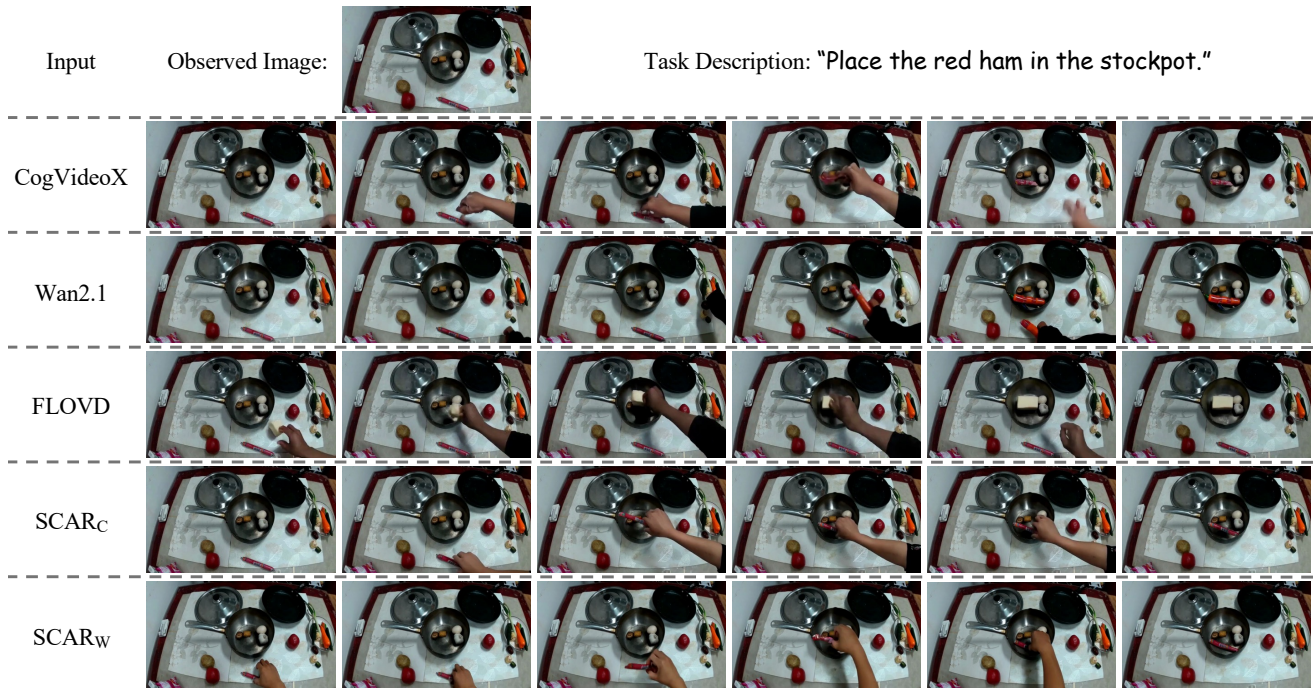 Input Observed Image: Task Description: “Place the red ham in the stockpot.”
CogVideoX
Wan2.1
FLOVD
SCARC
SCARW